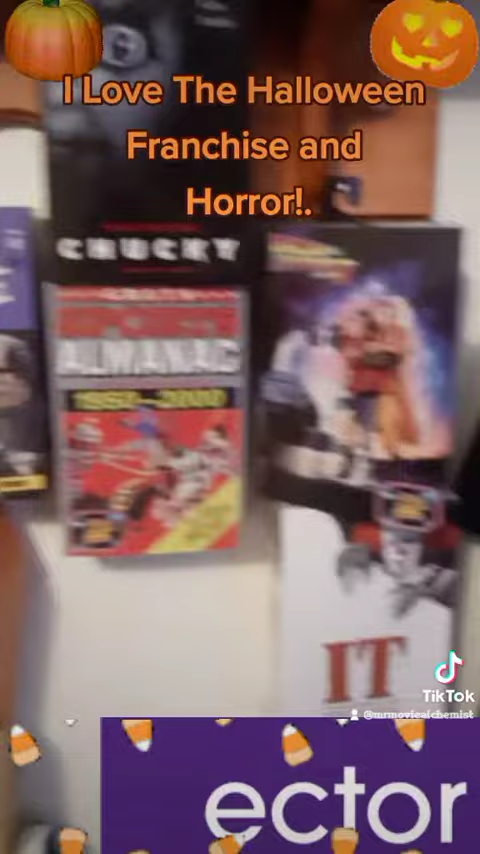 I Love The Halloween
Franchise and
Horror!.
CHUCKY
ALMANAC
1950-2000
IT
TikTok
@mrmoviealchemist
ector